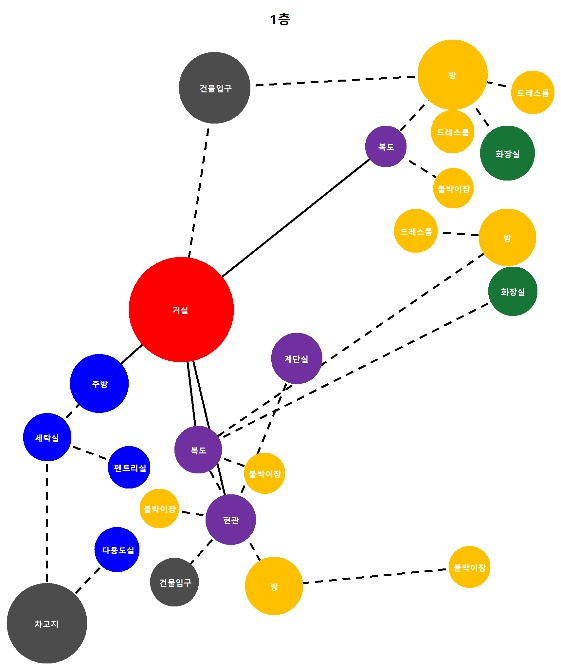 1층
건물입구
방
드레스룸
드레스룸
복도
화장실
붙박이장
드레스룸
방
화장실
거실
계단실
주방
세탁실
복도
팬트리실
붙박이장
붙박이장
현관
다용도실
건물입구
방
붙박이장
차고지